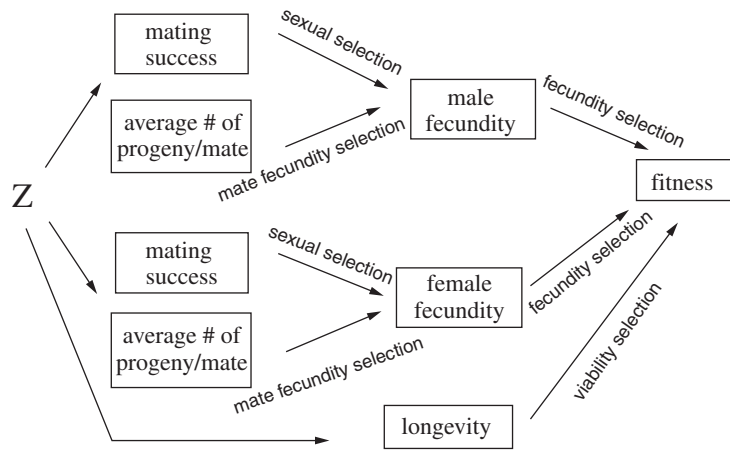 mating
success
sexual selection
average # of
progeny/mate
mate fecundity selection
male
fecundity
fecundity selection
Z
fitness
mating
success
sexual selection
average # of
progeny/mate
mate fecundity selection
female
fecundity
fecundity selection
longevity
viability selection